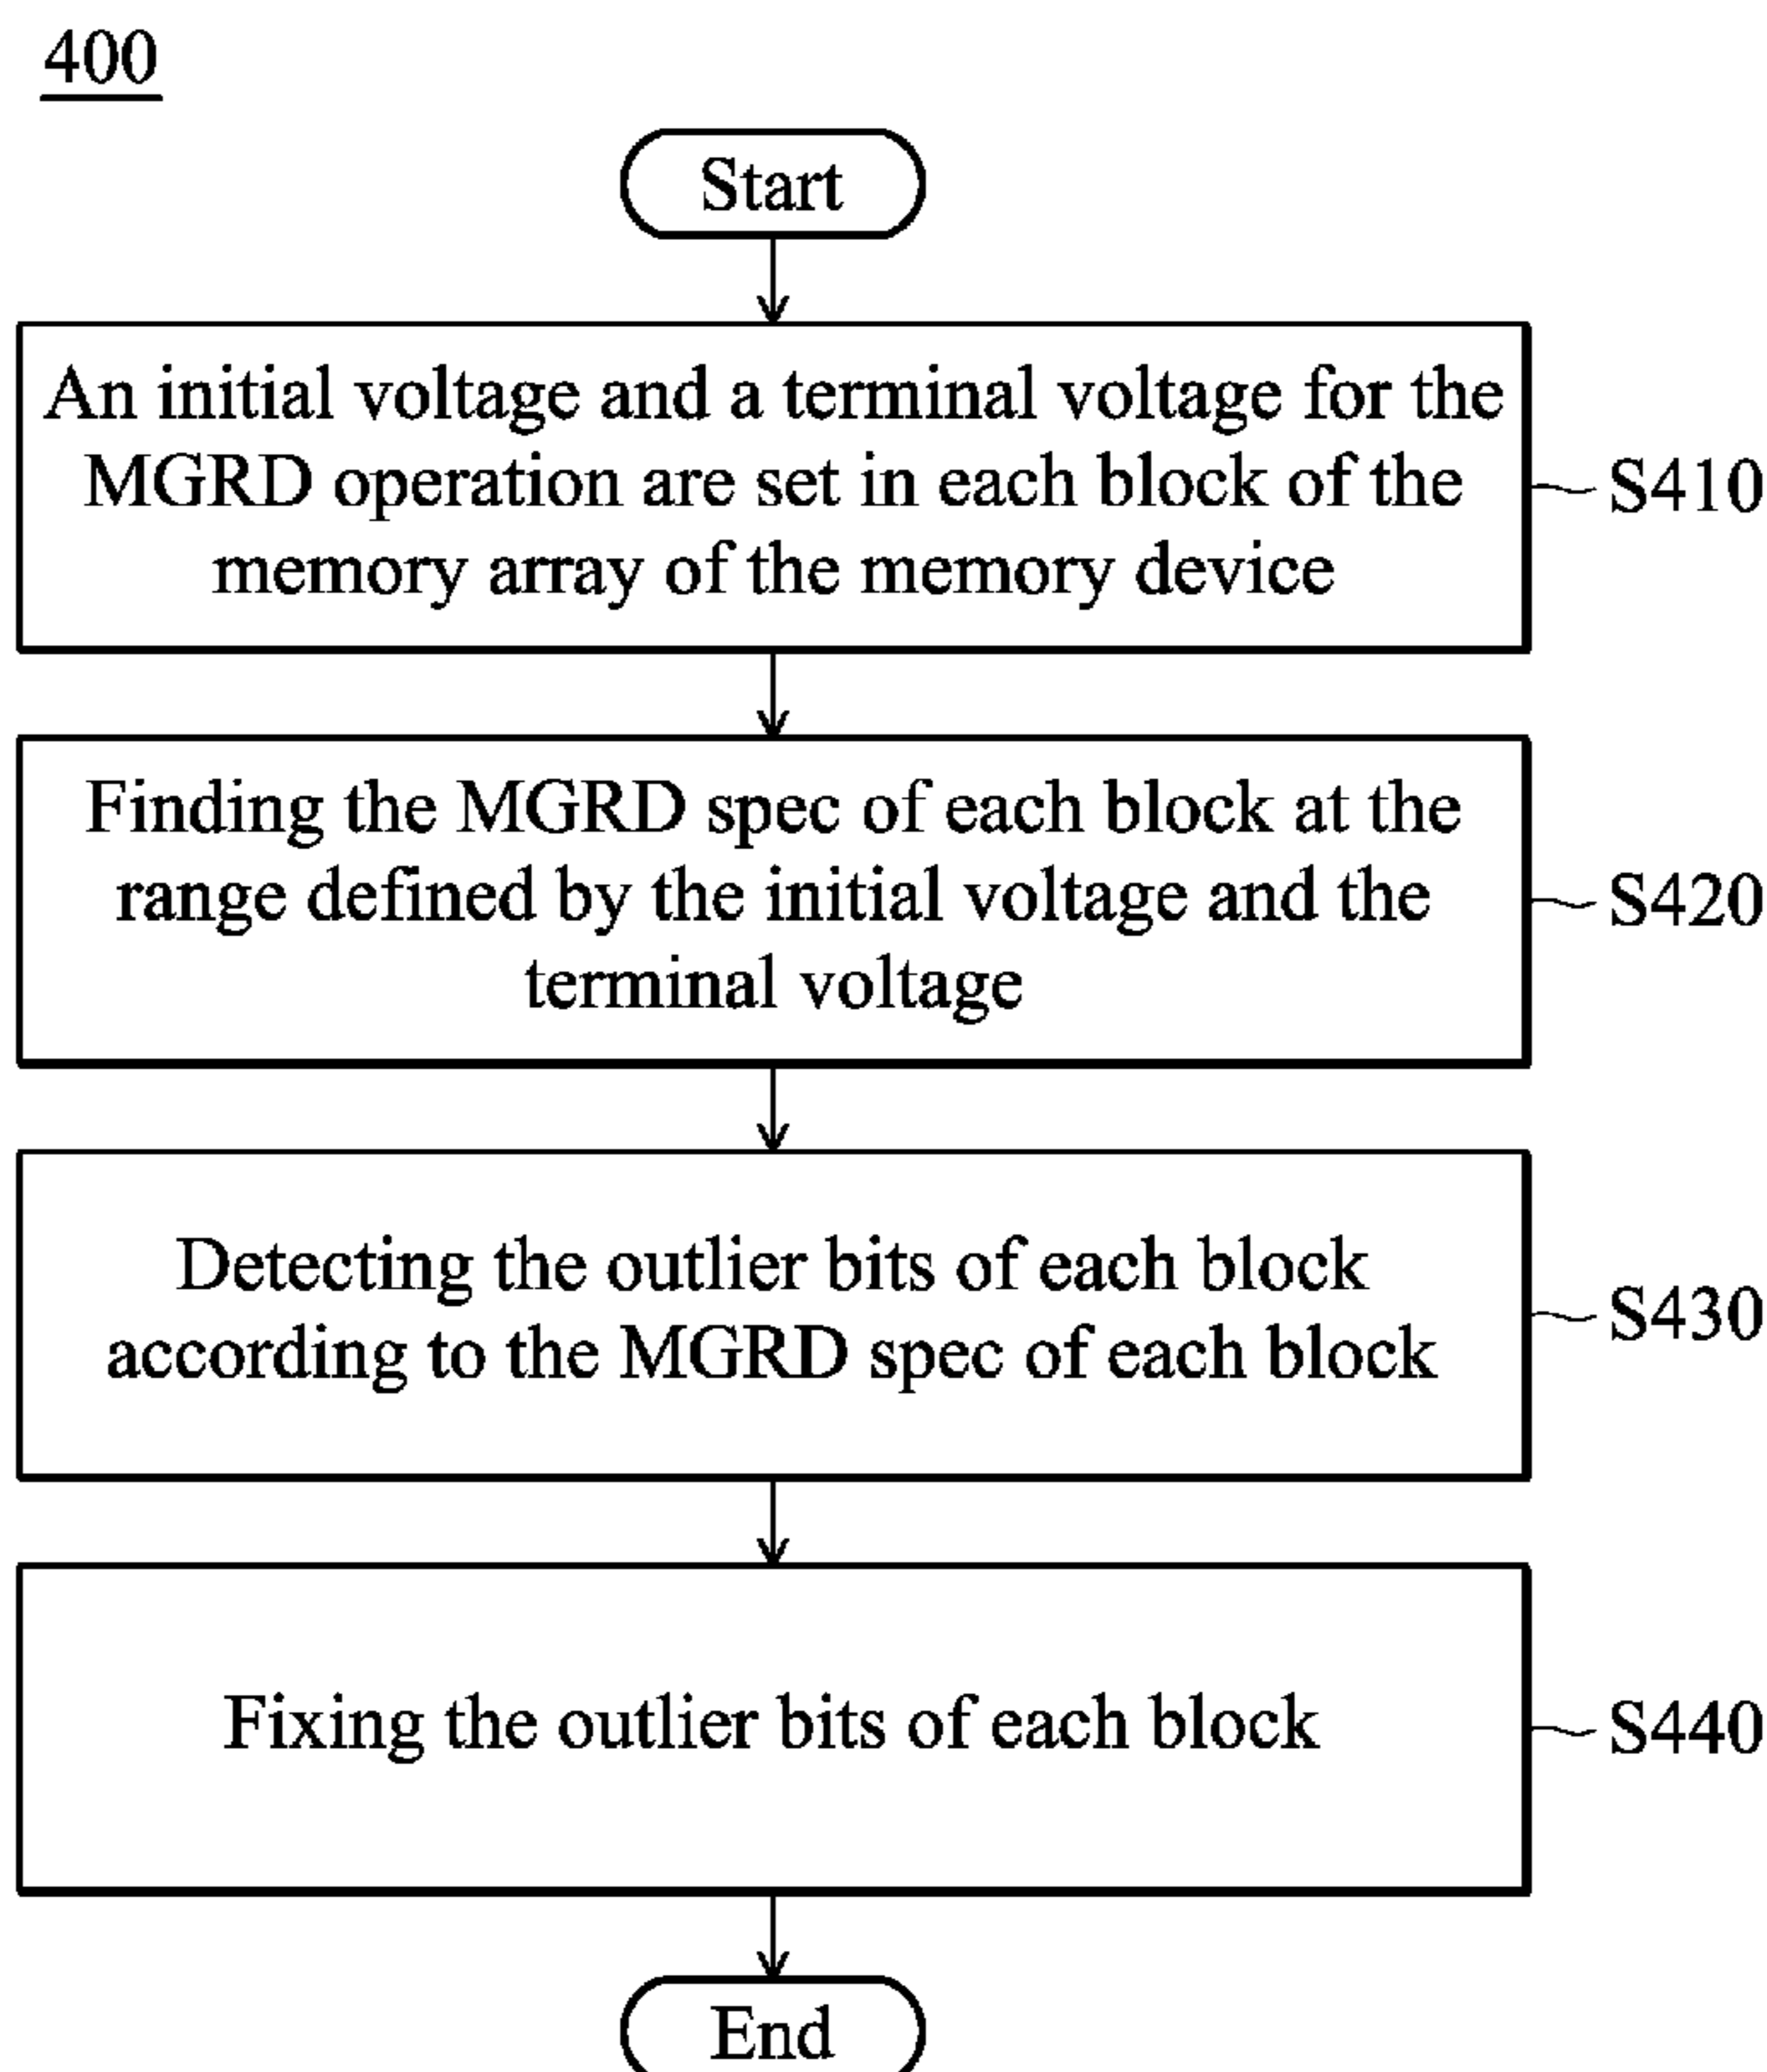 400
Start
An initial voltage and a terminal voltage for the
MGRD operation are set in each block of the
memory array of the memory device
S410
Finding the MGRD spec of each block at the
range defined by the initial voltage and the
terminal voltage
S420
Detecting the outlier bits of each block
according to the MGRD spec of each block
S430
Fixing the outlier bits of each block
S440
End